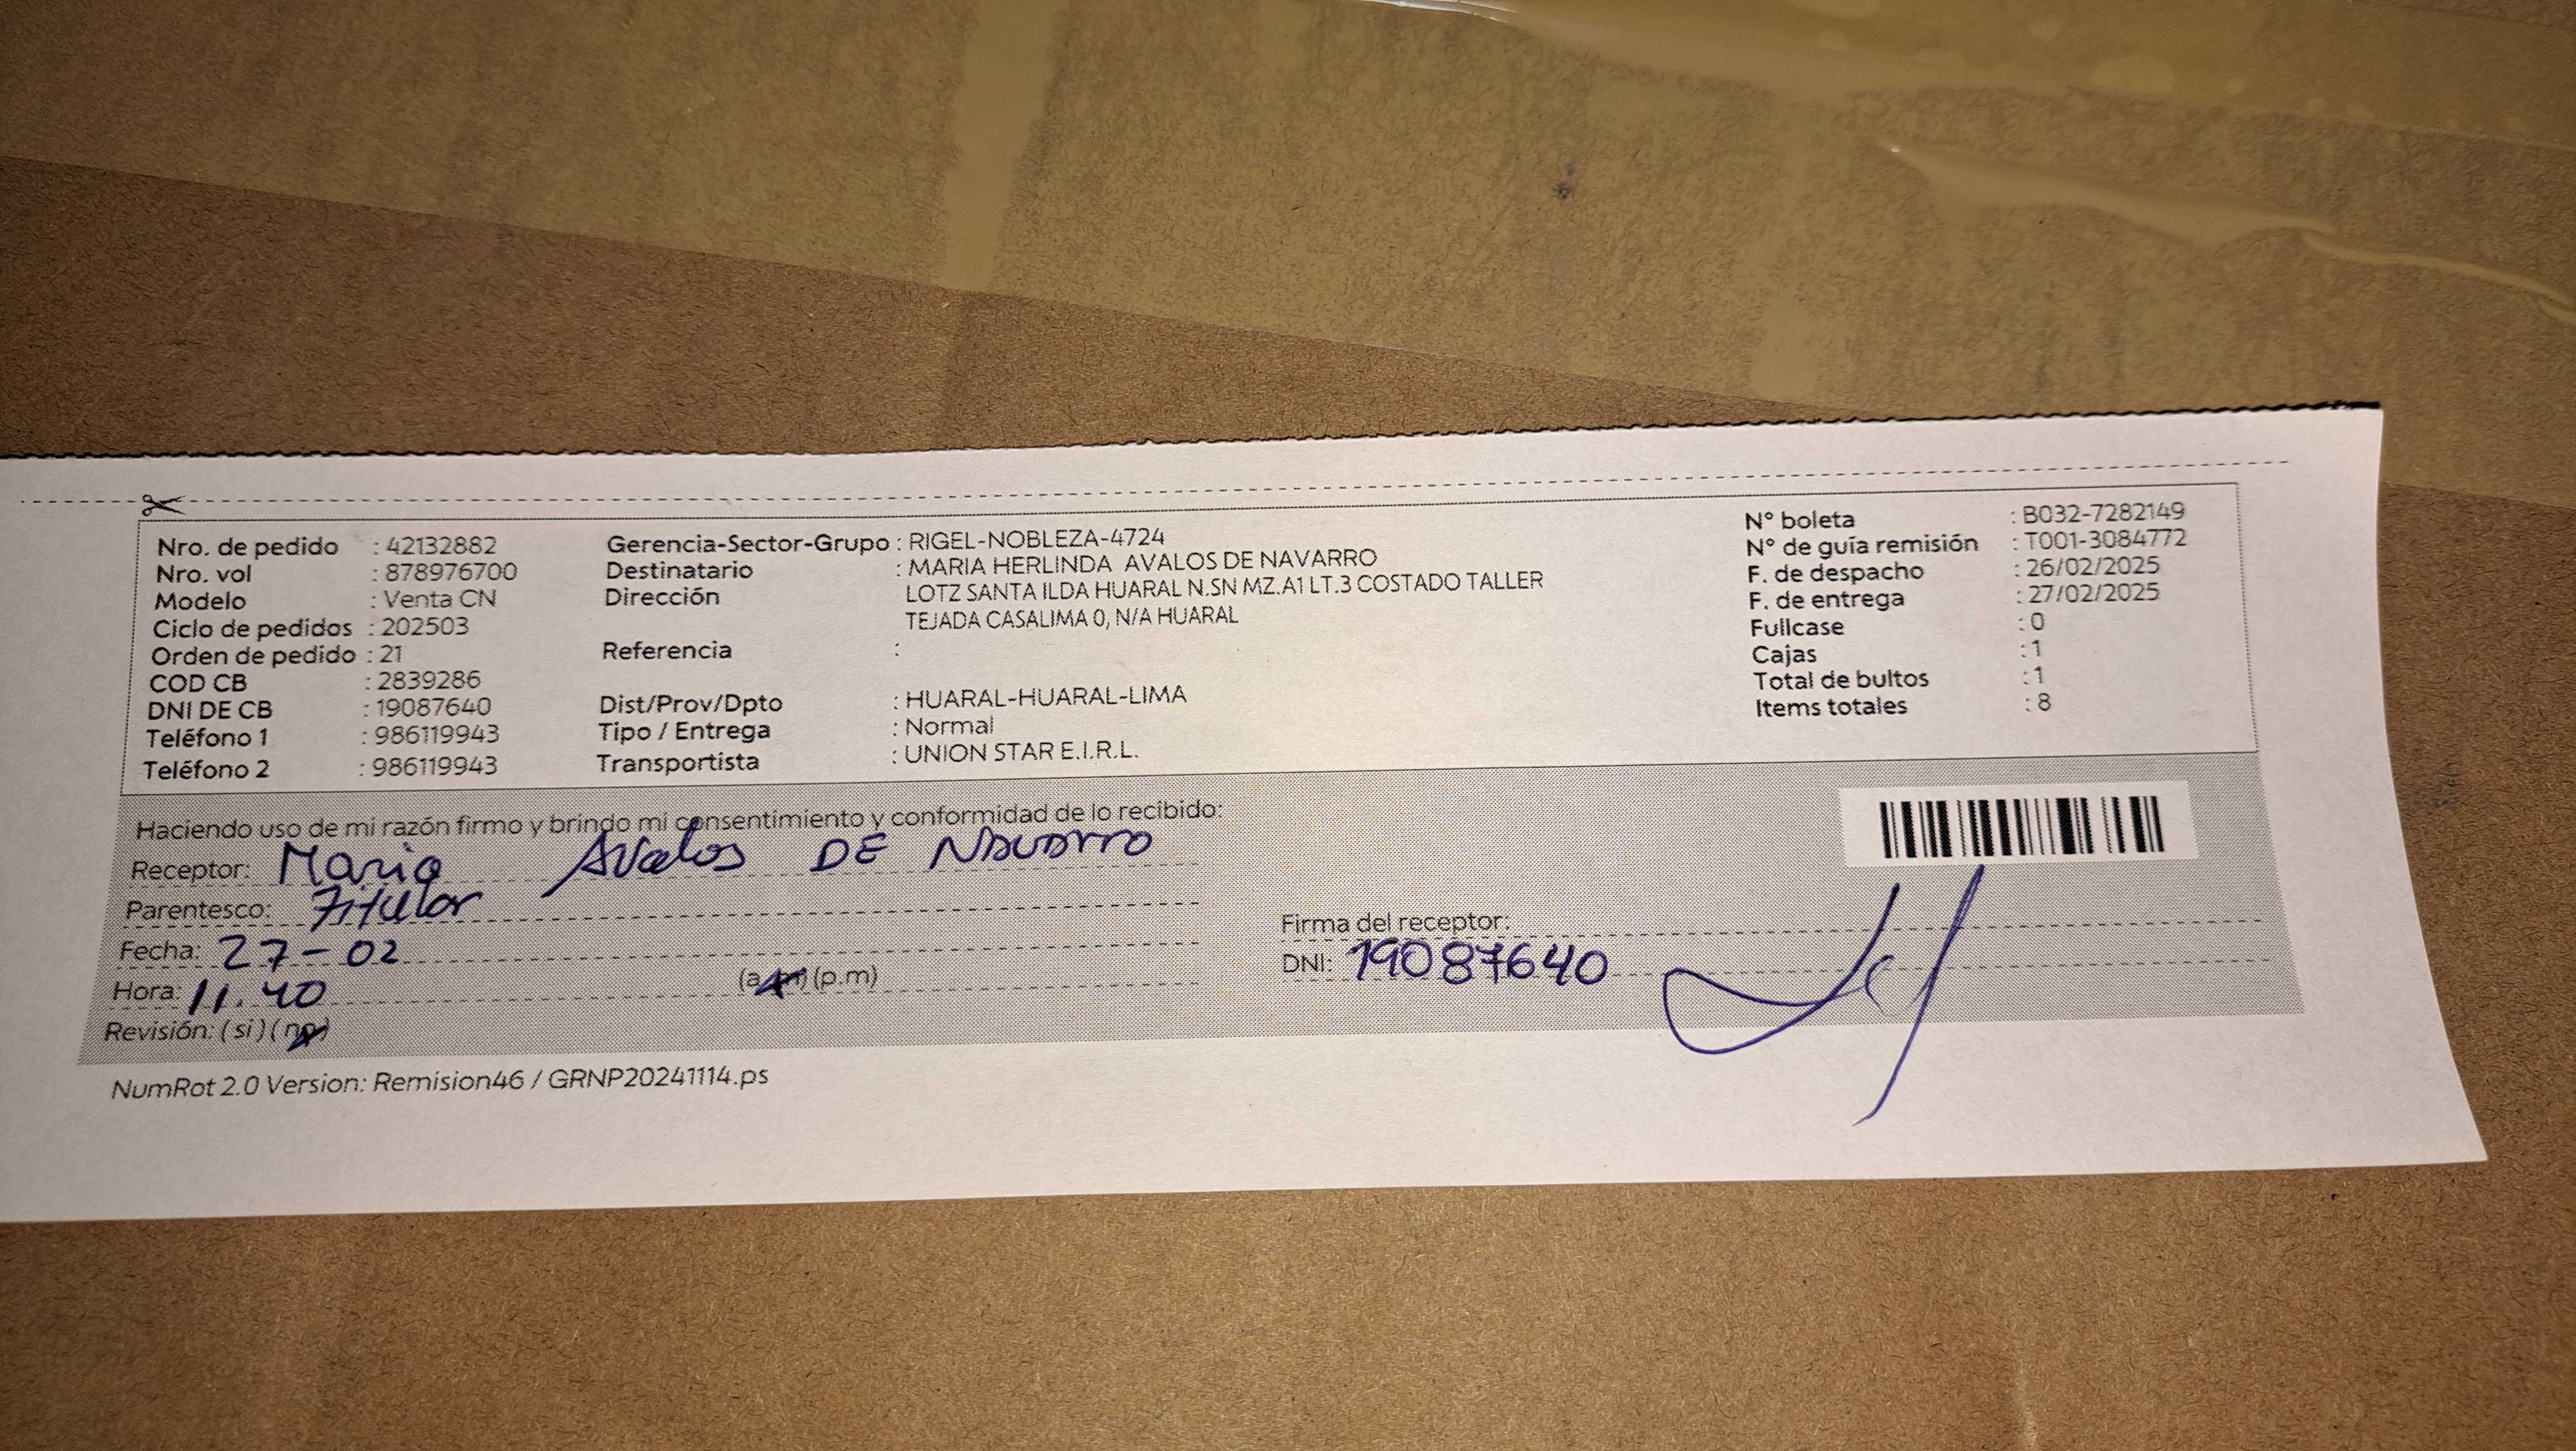 Nro. de pedido : 42132882
Nro. vol : 878976700
Modelo : Venta CN
Ciclo de pedidos : 202503
Orden de pedido : 21
COD CB : 2839286
DNI DE CB : 19087640
Teléfono 1 : 986119943
Teléfono 2 : 986119943
Gerencia-Sector-Grupo : RIGEL-NOBLEZA-4724
Destinatario : MARIA HERLINDA AVALOS DE NAVARRO
Dirección LOTZ SANTA ILDA HUARAL N.SN MZ.A1 LT.3 COSTADO TALLER
TEJADA CASALIMA 0, N/A HUARAL
Referencia :
Dist/Prov/Dpto : HUARAL-HUARAL-LIMA
Tipo / Entrega : Normal
Transportista : UNION STAR E.I.R.L.
N° boleta : B032-7282149
N° de guía remisión : T001-3084772
F. de despacho : 26/02/2025
F. de entrega : 27/02/2025
Fullcase : 0
Cajas : 1
Total de bultos : 1
Items totales : 8
Haciendo uso de mi razón firmo y brindo mi consentimiento y conformidad de lo recibido:
Receptor: Maria Avalos DE Navarro
Parentesco: Titular
Fecha: 27-02
Hora: 11.40 (a.m) (p.m)
Revisión: (si) (no)
Firma del receptor:
DNI: 19087640
NumRot 2.0 Version: Remision46 / GRNP20241114.ps